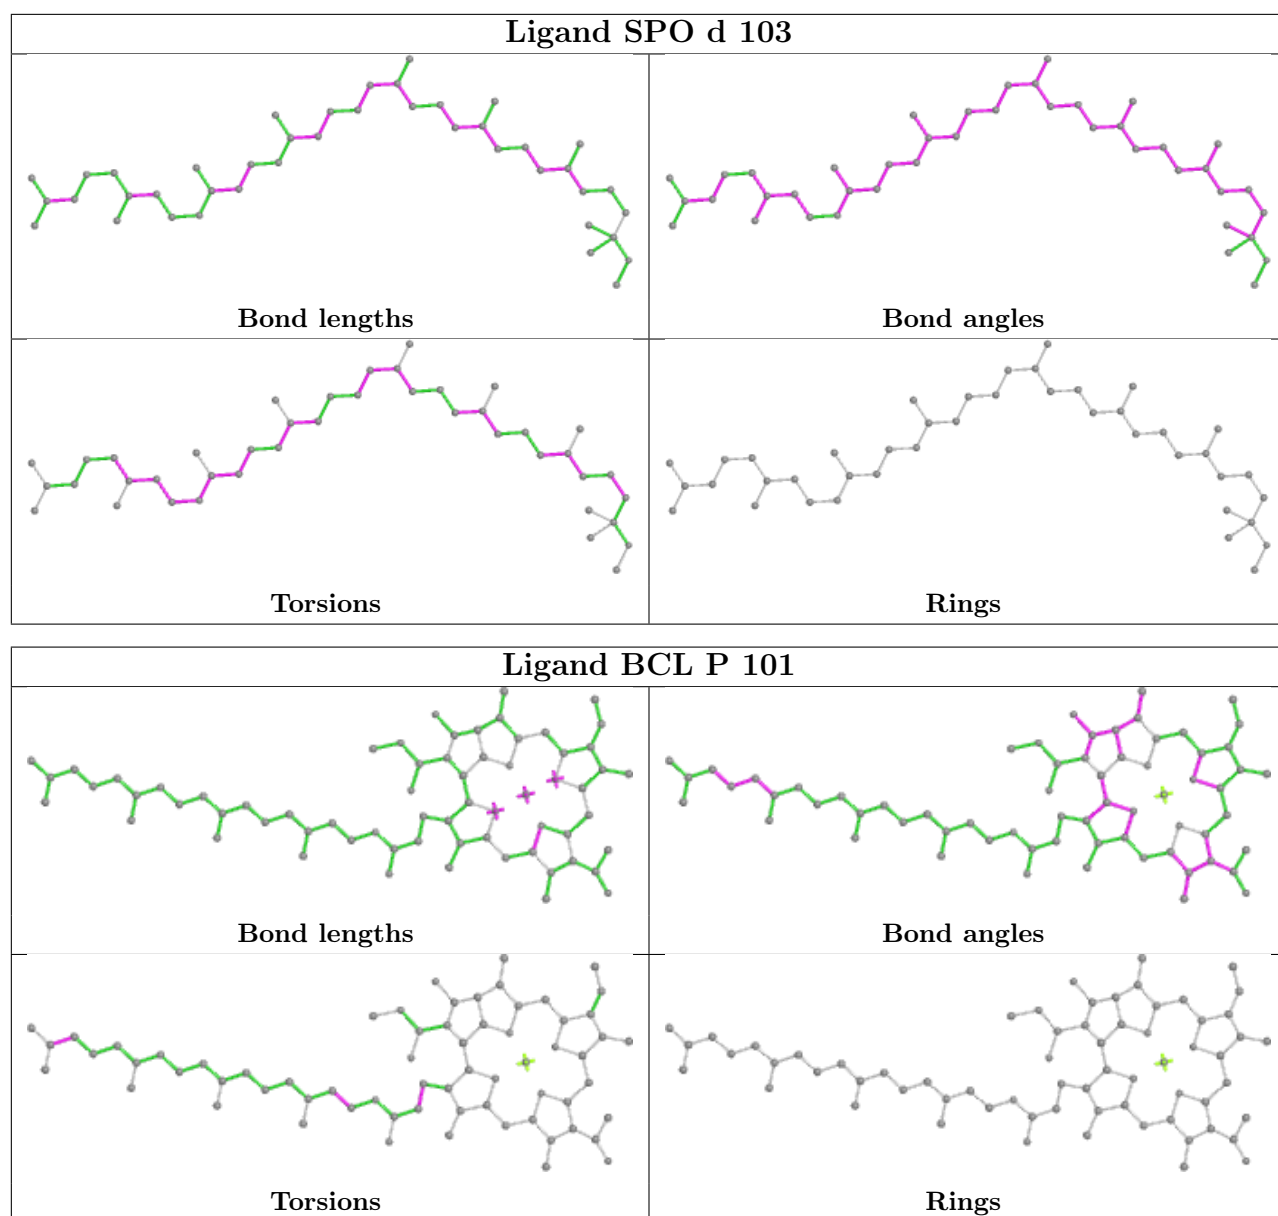 Ligand SPO d 103
Bond lengths
Bond angles
Torsions
Rings
Ligand BCL P 101
Bond lengths
Bond angles
Torsions
Rings